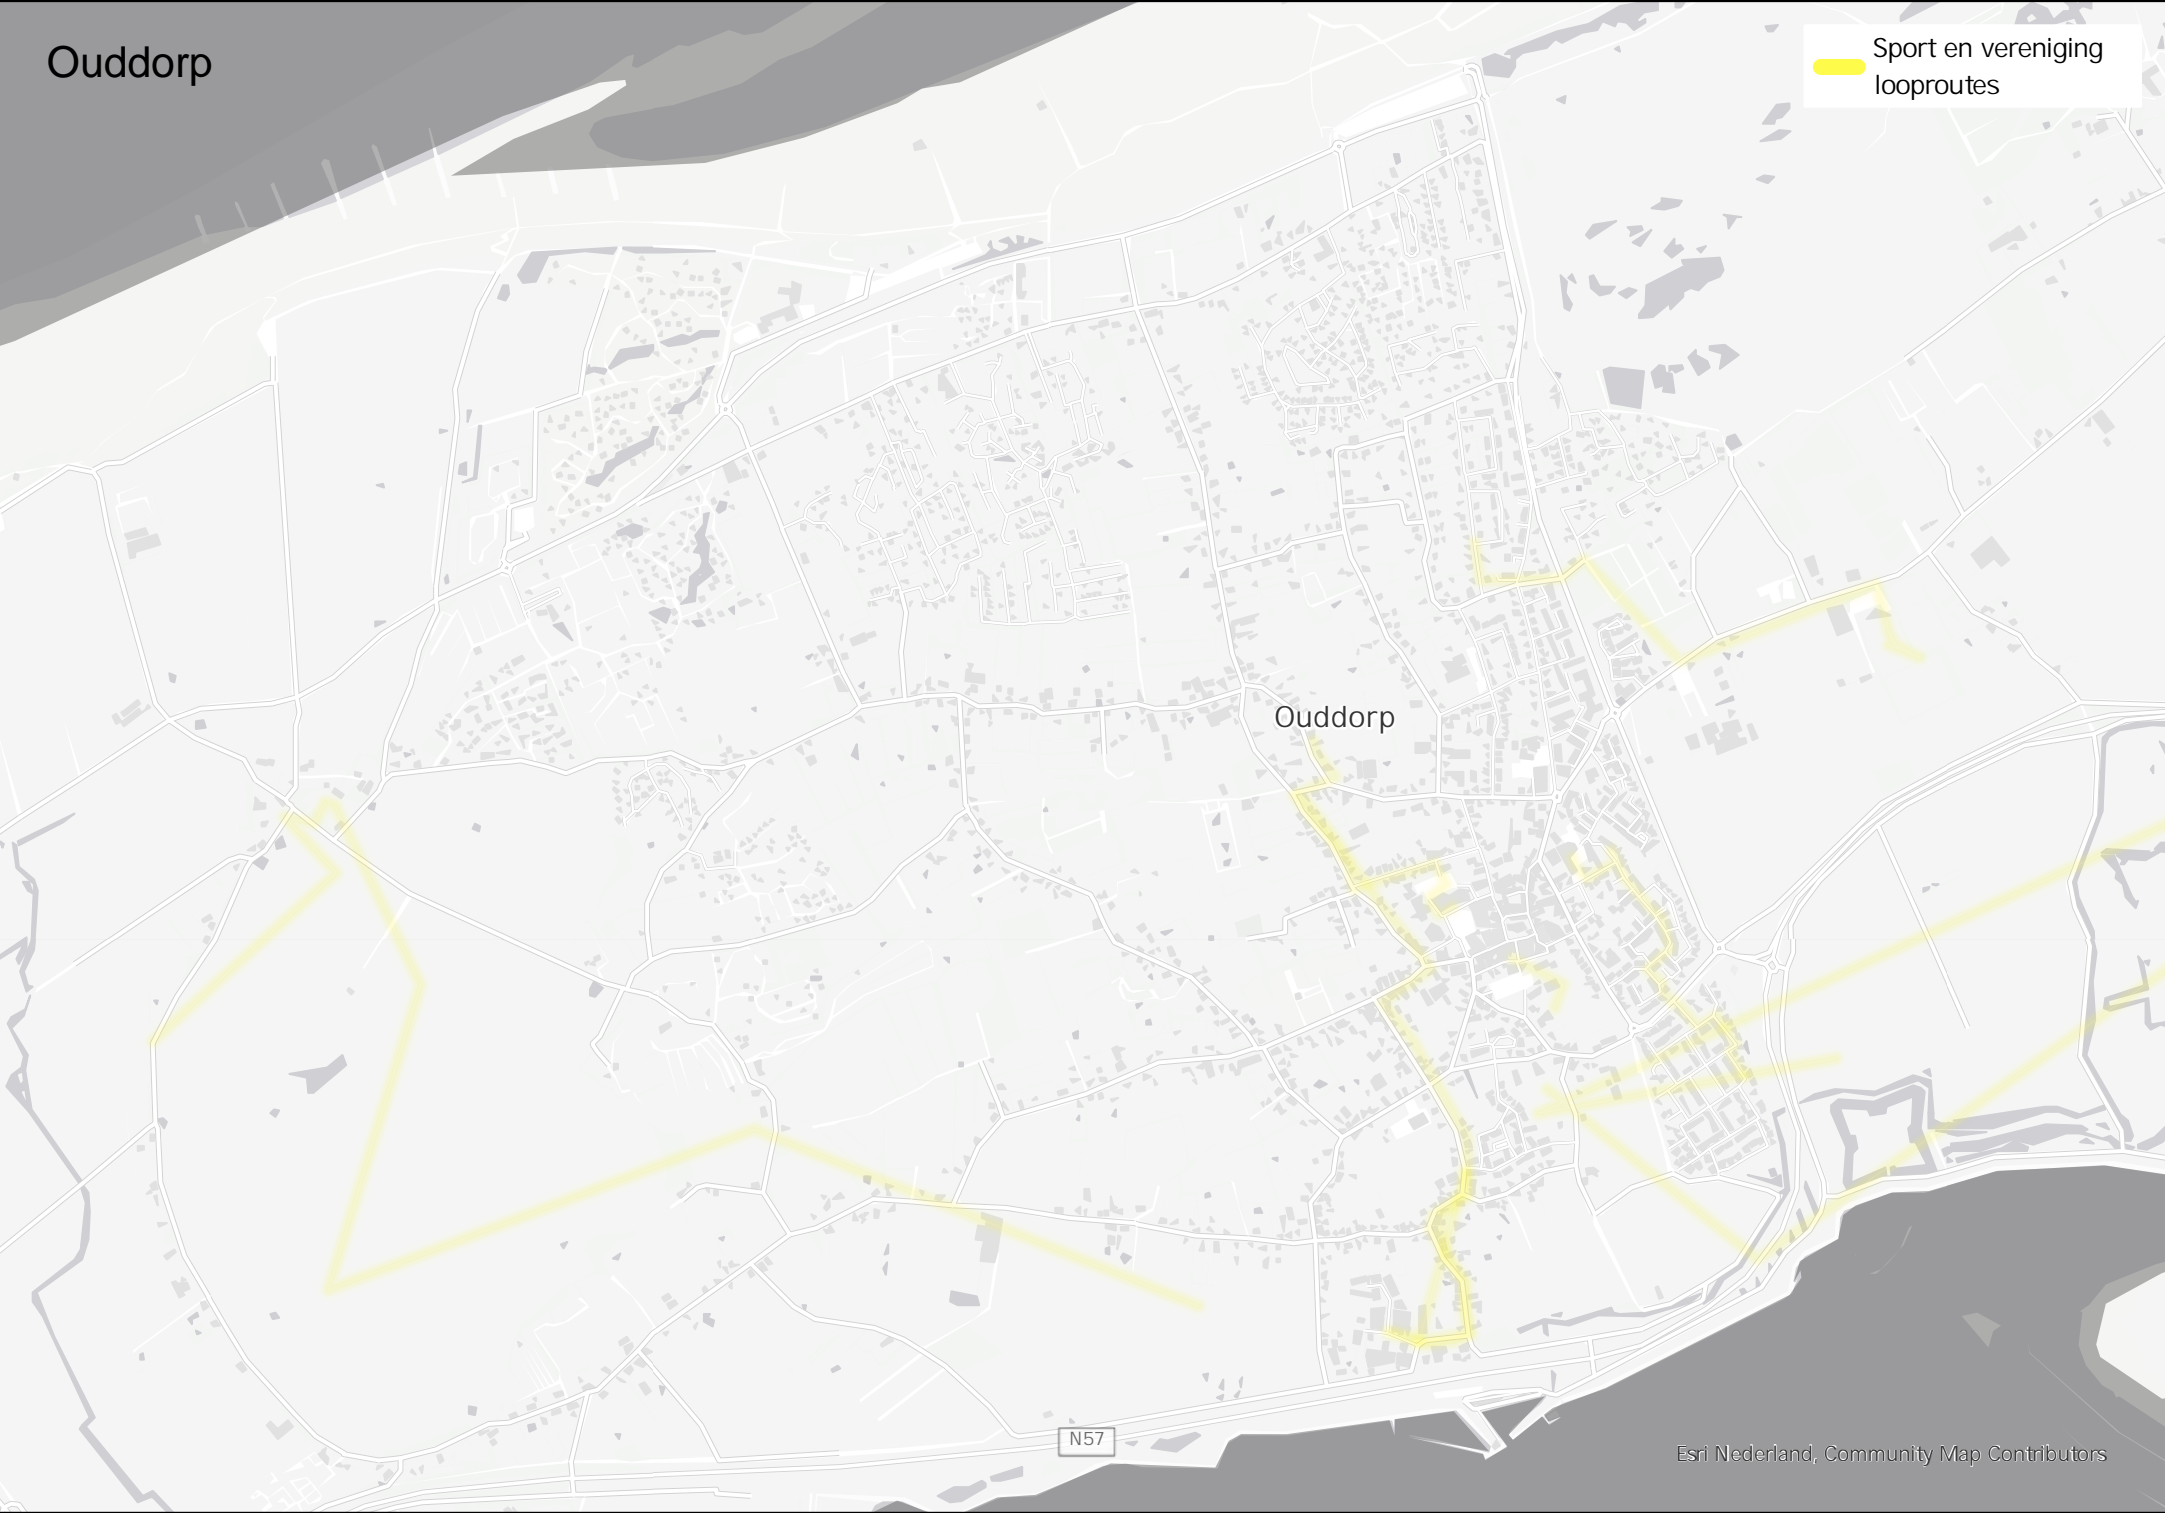 Ouddorp
Sport en vereniging
looproutes
Ouddorp
N57
Esri Nederland, Community Map Contributors